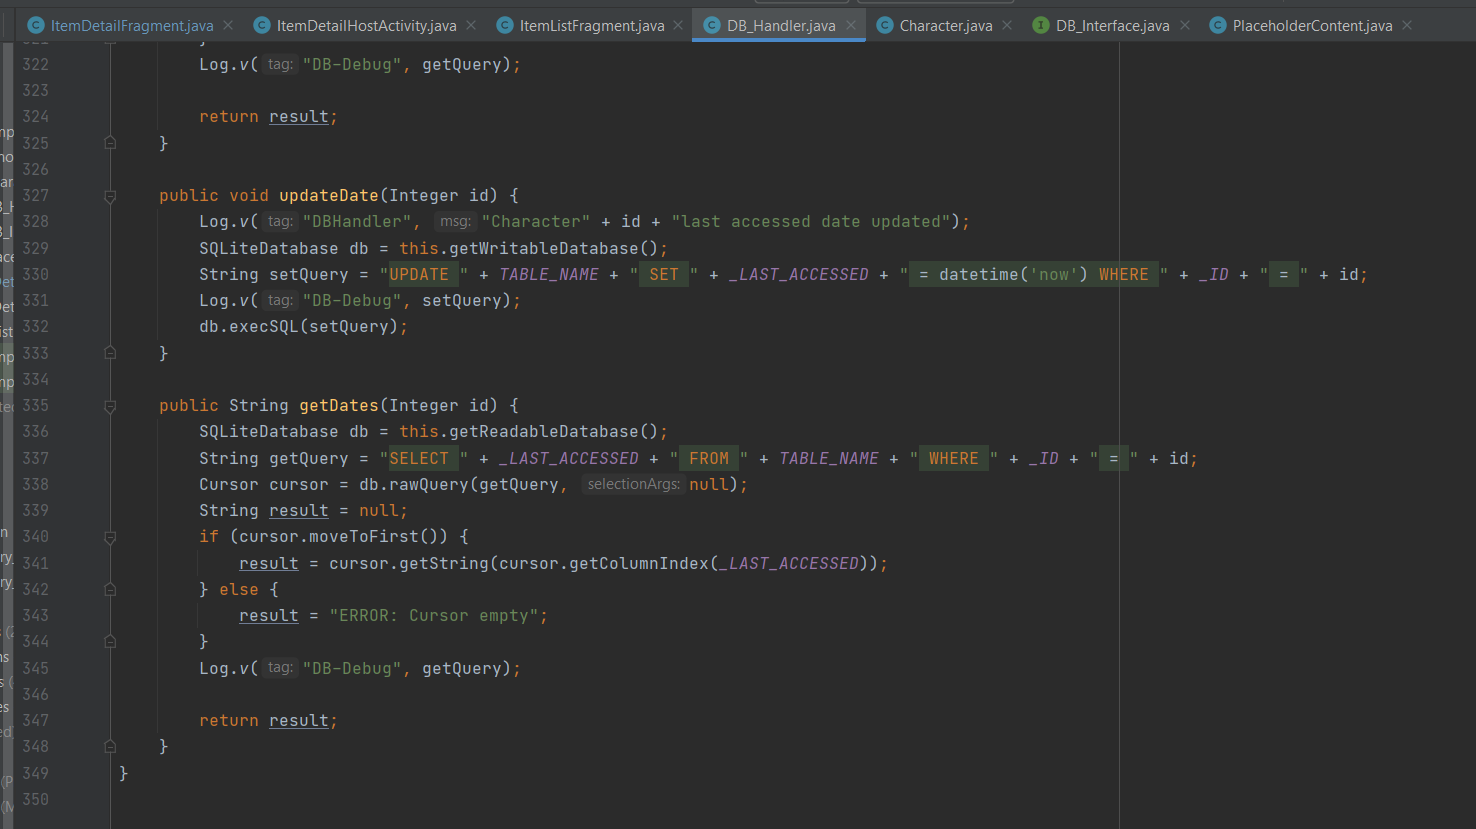 ItemDetailFragment.java ItemDetailHostActivity.java ItemListFragment.java DB_Handler.java Character.java DB_Interface.java PlaceholderContent.java
322 Log.v( tag: "DB-Debug", getQuery);
323
324 return result;
325 }
326
327 public void updateDate(Integer id) {
328 Log.v( tag: "DBHandler", msg: "Character" + id + "last accessed date updated");
329 SQLiteDatabase db = this.getWritableDatabase();
330 String setQuery = "UPDATE " + TABLE_NAME + " SET " + _LAST_ACCESSED + " = datetime('now') WHERE " + _ID + " = " + id;
331 Log.v( tag: "DB-Debug", setQuery);
332 db.execSQL(setQuery);
333 }
334
335 public String getDates(Integer id) {
336 SQLiteDatabase db = this.getReadableDatabase();
337 String getQuery = "SELECT " + _LAST_ACCESSED + " FROM " + TABLE_NAME + " WHERE " + _ID + " = " + id;
338 Cursor cursor = db.rawQuery(getQuery, selectionArgs: null);
339 String result = null;
340 if (cursor.moveToFirst()) {
341 result = cursor.getString(cursor.getColumnIndex(_LAST_ACCESSED));
342 } else {
343 result = "ERROR: Cursor empty";
344 }
345 Log.v( tag: "DB-Debug", getQuery);
346
347 return result;
348 }
349 }
350